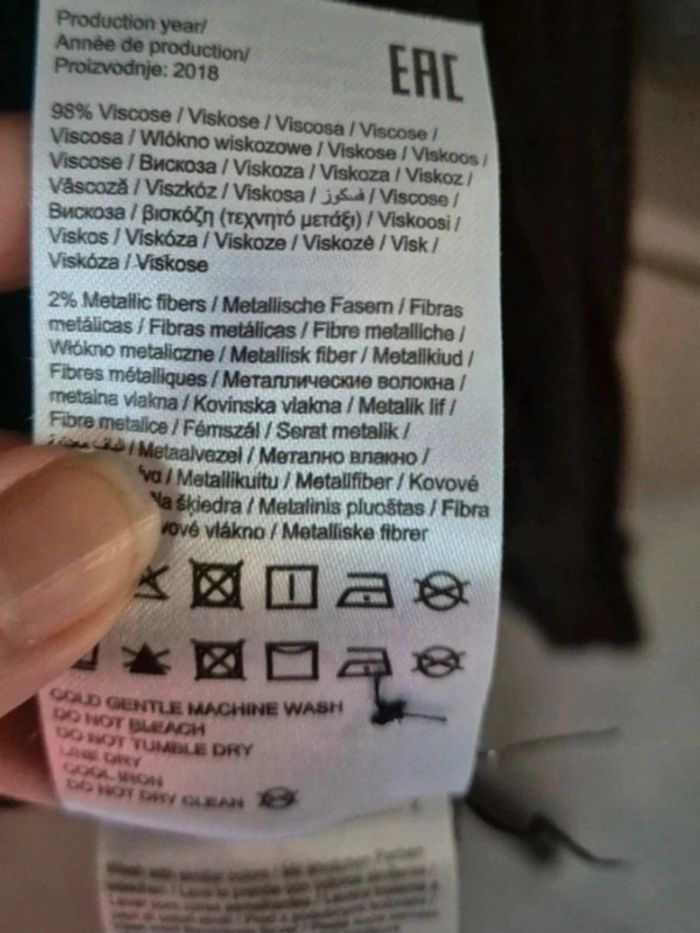 Production year/
Année de production/
Proizvodnje: 2018
EAC
98% Viscose / Viskose / Viscosa / Viscose /
Viscosa / Włókno wiskozowe / Viskose / Viskoos /
Viscose / Вискоза / Viskoza / Viskoza / Viskoz /
Vâscoză / Viszkóz / Viskosa / فسكوز / Viscose /
Вискоза / βισκόζη (τεχνητό μετάξι) / Viskoosi /
Viskos / Viskóza / Viskoze / Viskozė / Visk /
Viskóza / Viskose
2% Metallic fibers / Metallische Fasern / Fibras
metálicas / Fibras metálicas / Fibre metalliche /
Włókno metaliczne / Metallisk fiber / Metallkiud /
Fibres métalliques / Металлические волокна /
metalna vlakna / Kovinska vlakna / Metalik lif /
Fibre metalice / Fémszál / Serat metalik /
/ Metaalvezel / Метално влакно /
/ Metallikuitu / Metallfiber / Kovové
šķiedra / Metalinis pluoštas / Fibra
vlákno / Metalliske fibrer
COLD GENTLE MACHINE WASH
DO NOT BLEACH
DO NOT TUMBLE DRY
LINE DRY
COOL IRON
DO NOT DRY CLEAN